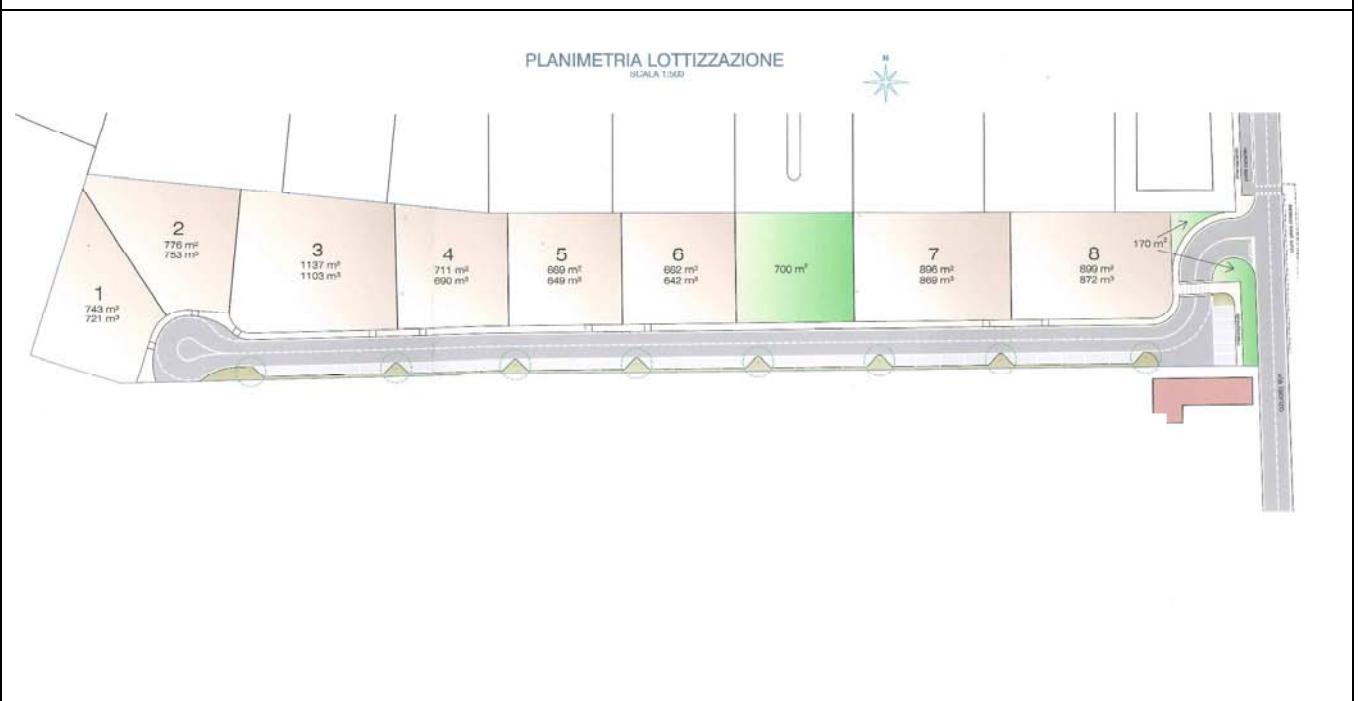 PLANIMETRIA LOTTIZZAZIONE
SCALA 1:500
N
1
743 m²
721 m³
2
776 m²
753 m³
3
1137 m²
1103 m³
4
711 m²
690 m³
5
669 m²
649 m³
6
662 m²
642 m³
700 m²
7
896 m²
869 m³
8
899 m²
872 m³
170 m²